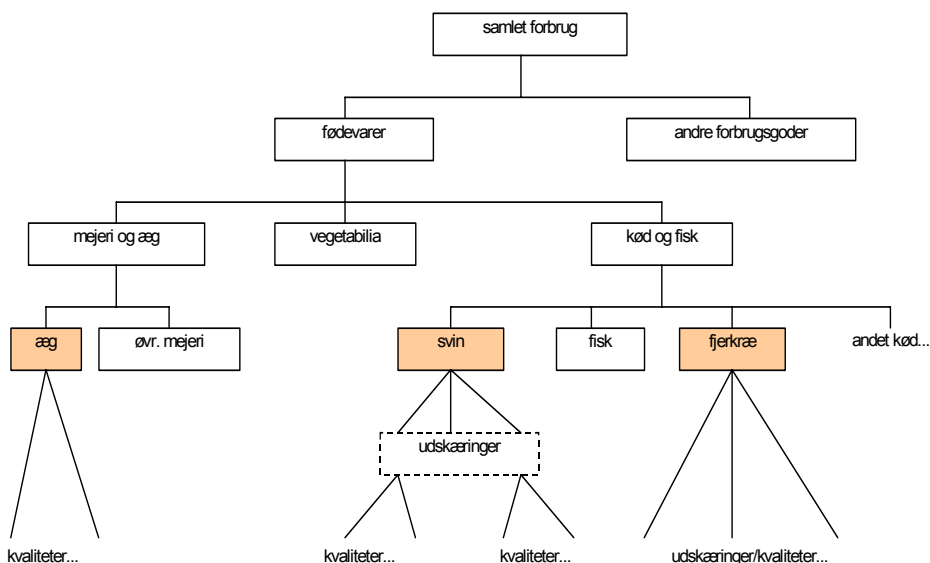 samlet forbrug
fødevarer
andre forbrugsgoder
mejeri og æg
vegetabilia
kød og fisk
æg
øvr. mejeri
svin
fisk
fjerkræ
andet kød...
udskæringer
kvaliteter...
kvaliteter...
kvaliteter...
udskæringer/kvaliteter...